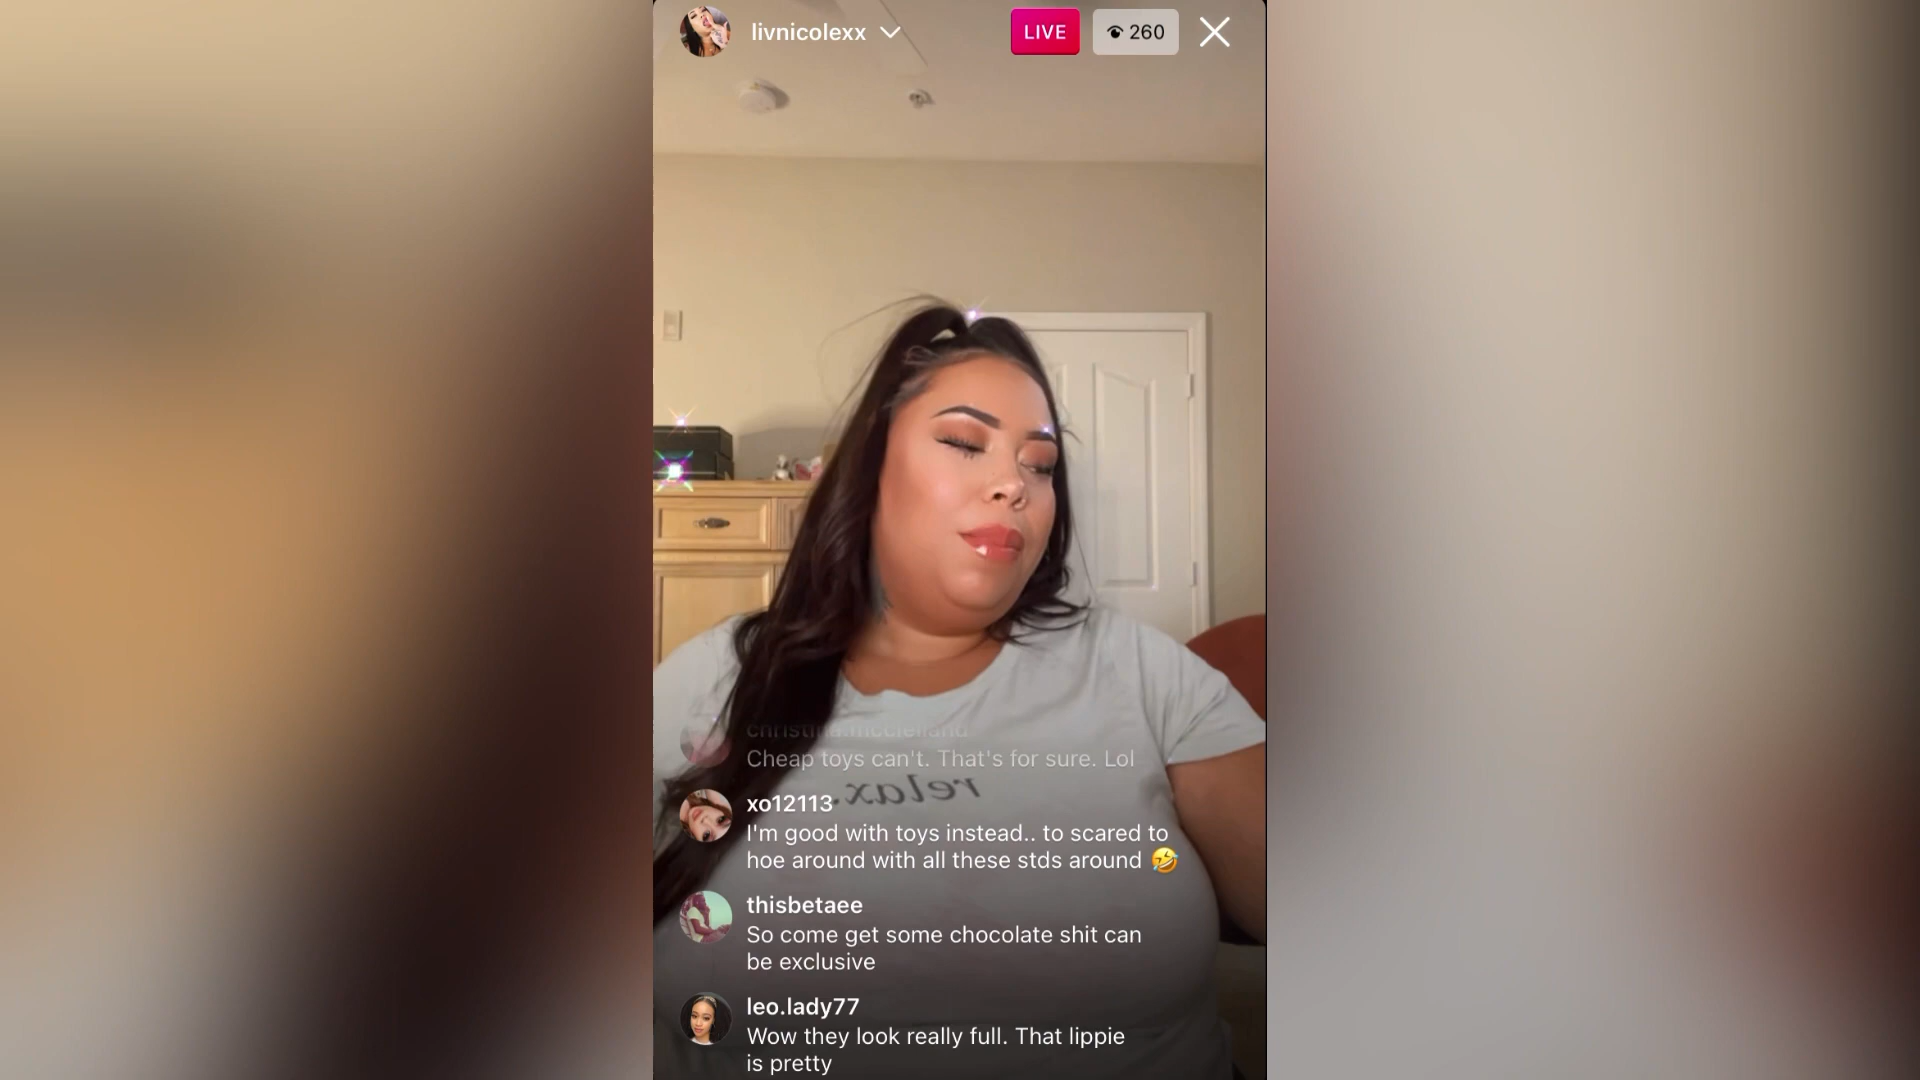 livnicolexx
LIVE
260
christina.mcclelland
Cheap toys can't. That's for sure. Lol
relax.
xo12113
I'm good with toys instead.. to scared to
hoe around with all these stds around 🤣
thisbetaee
So come get some chocolate shit can
be exclusive
leo.lady77
Wow they look really full. That lippie
is pretty